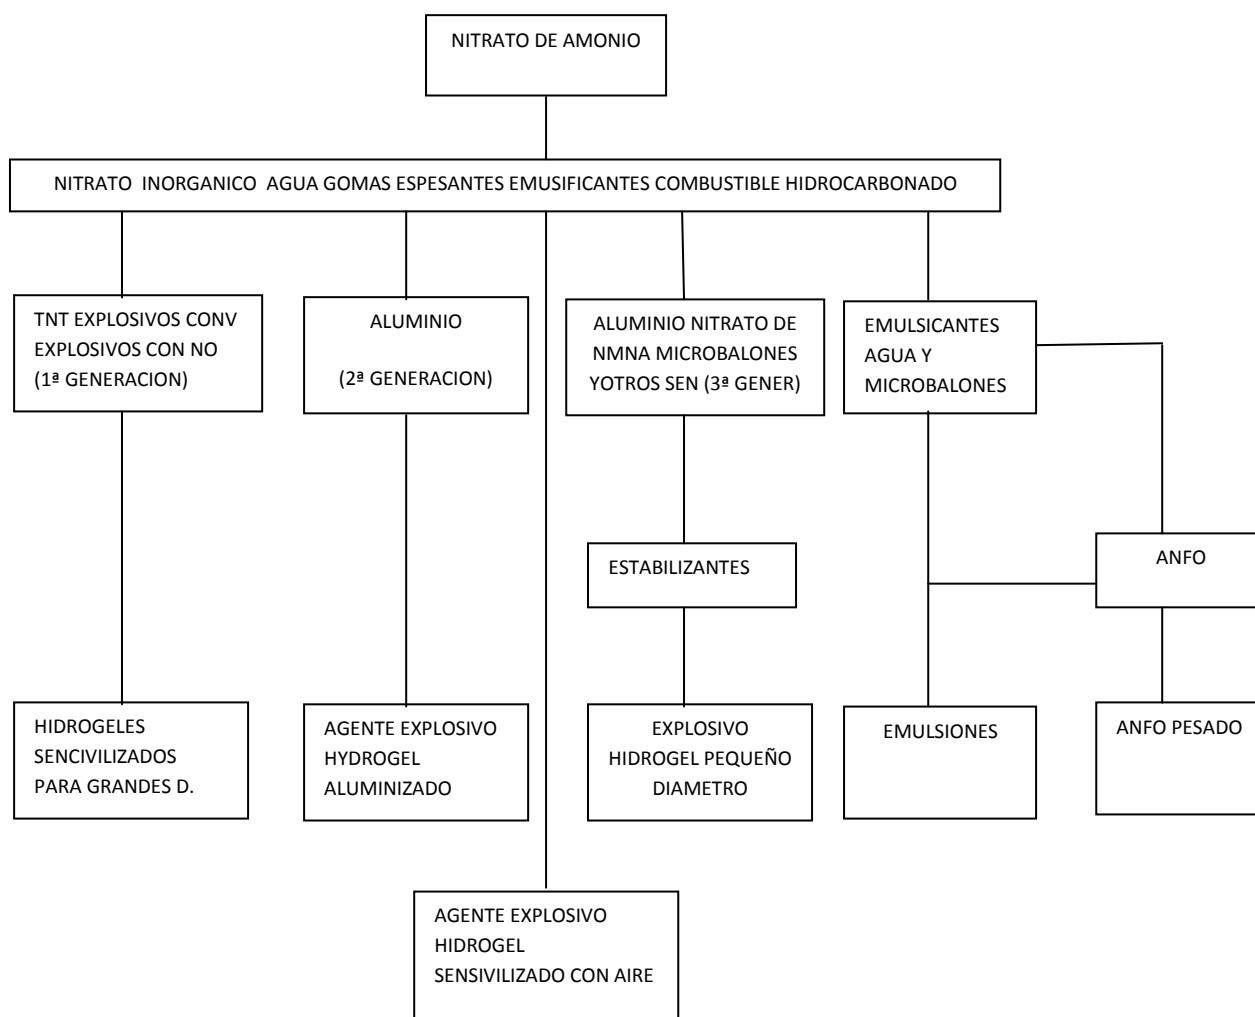 NITRATO DE AMONIO
NITRATO INORGANICO AGUA GOMAS ESPESANTES EMUSIFICANTES COMBUSTIBLE HIDROCARBONADO
TNT EXPLOSIVOS CONV
EXPLOSIVOS CON NO
(1ª GENERACION)
ALUMINIO
(2ª GENERACION)
ALUMINIO NITRATO DE
NMNA MICROBALONES
YOTROS SEN (3ª GENER)
EMULSICANTES
AGUA Y
MICROBALONES
ESTABILIZANTES
ANFO
HIDROGELES
SENCIVILIZADOS
PARA GRANDES D.
AGENTE EXPLOSIVO
HYDROGEL
ALUMINIZADO
EXPLOSIVO
HIDROGEL PEQUEÑO
DIAMETRO
EMULSIONES
ANFO PESADO
AGENTE EXPLOSIVO
HIDROGEL
SENSIVILIZADO CON AIRE